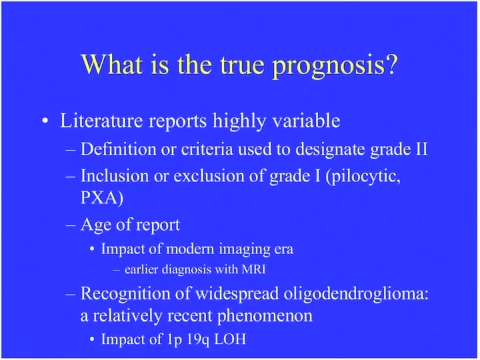 What is the true prognosis?
• Literature reports highly variable
– Definition or criteria used to designate grade II
– Inclusion or exclusion of grade I (pilocytic,
PXA)
– Age of report
• Impact of modern imaging era
– earlier diagnosis with MRI
– Recognition of widespread oligodendroglioma:
a relatively recent phenomenon
• Impact of 1p 19q LOH